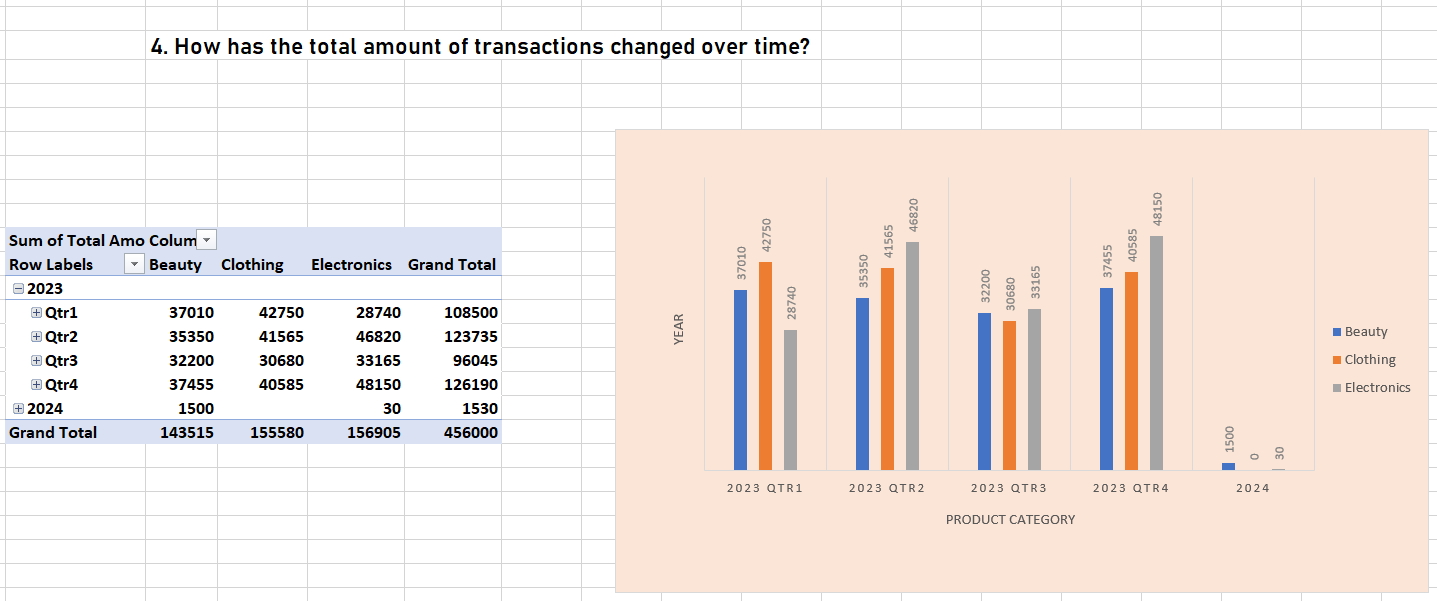 4. How has the total amount of transactions changed over time?
Sum of Total Amo Colum
Row Labels Beauty Clothing Electronics Grand Total
2023
Qtr1 37010 42750 28740 108500
Qtr2 35350 41565 46820 123735
Qtr3 32200 30680 33165 96045
Qtr4 37455 40585 48150 126190
2024 1500 30 1530
Grand Total 143515 155580 156905 456000
YEAR
37010 42750 28740
35350 41565 46820
32200 30680 33165
37455 40585 48150
1500 0 30
2023 QTR1 2023 QTR2 2023 QTR3 2023 QTR4 2024
PRODUCT CATEGORY
Beauty
Clothing
Electronics